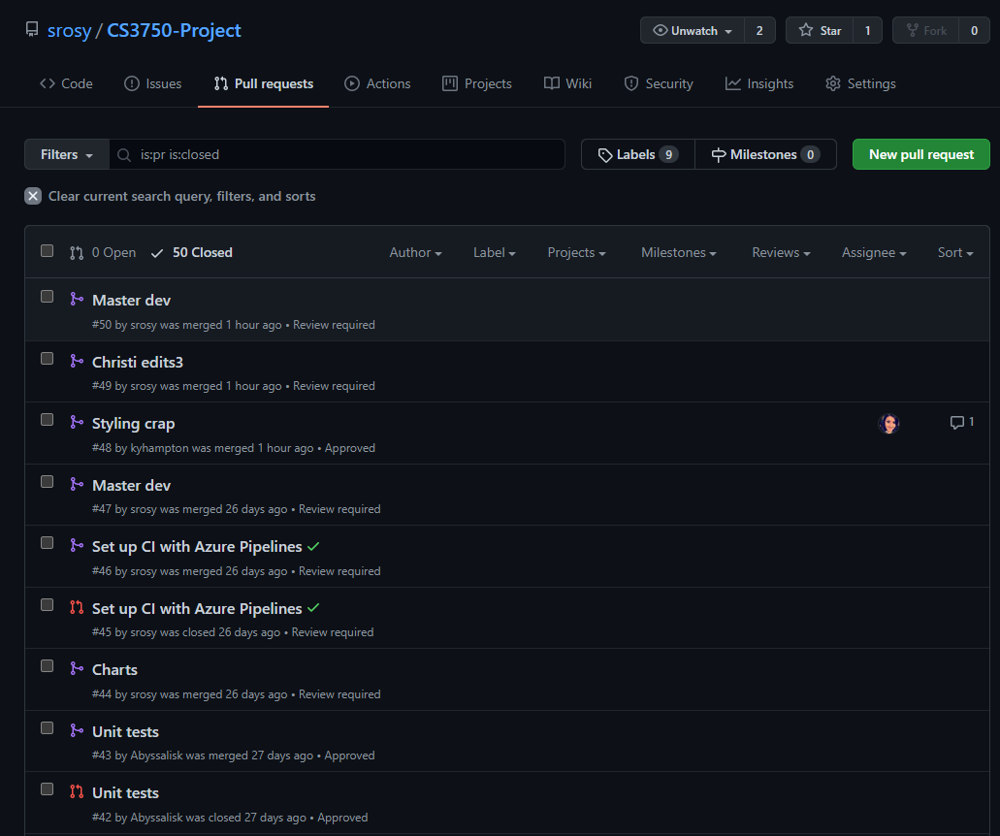 srosy / CS3750-Project Unwatch 2 Star 1 Fork 0
Code Issues Pull requests Actions Projects Wiki Security Insights Settings
Filters is:pr is:closed Labels 9 Milestones 0 New pull request
Clear current search query, filters, and sorts
0 Open 50 Closed Author Label Projects Milestones Reviews Assignee Sort
Master dev
#50 by srosy was merged 1 hour ago • Review required
Christi edits3
#49 by srosy was merged 1 hour ago • Review required
Styling crap 1
#48 by kyhampton was merged 1 hour ago • Approved
Master dev
#47 by srosy was merged 26 days ago • Review required
Set up CI with Azure Pipelines
#46 by srosy was merged 26 days ago • Review required
Set up CI with Azure Pipelines
#45 by srosy was closed 26 days ago • Review required
Charts
#44 by srosy was merged 26 days ago • Review required
Unit tests
#43 by Abyssalisk was merged 27 days ago • Approved
Unit tests
#42 by Abyssalisk was closed 27 days ago • Approved